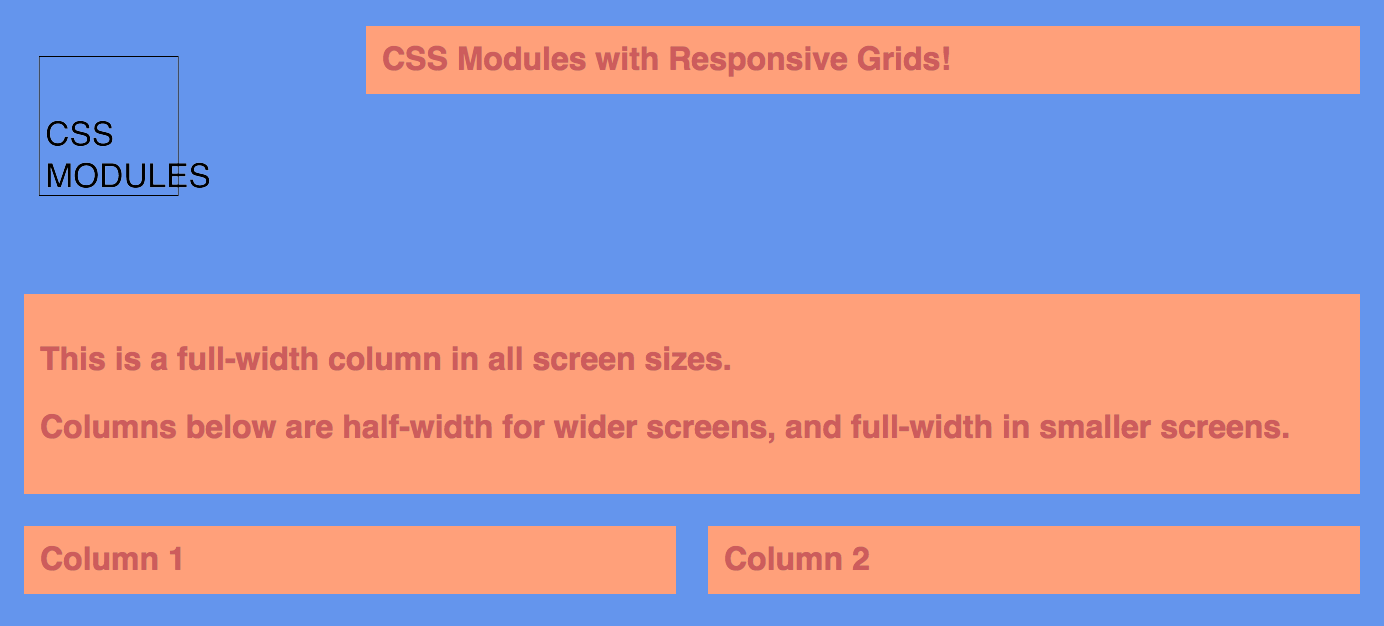 CSS Modules with Responsive Grids!
CSS
MODULES
This is a full-width column in all screen sizes.
Columns below are half-width for wider screens, and full-width in smaller screens.
Column 1
Column 2